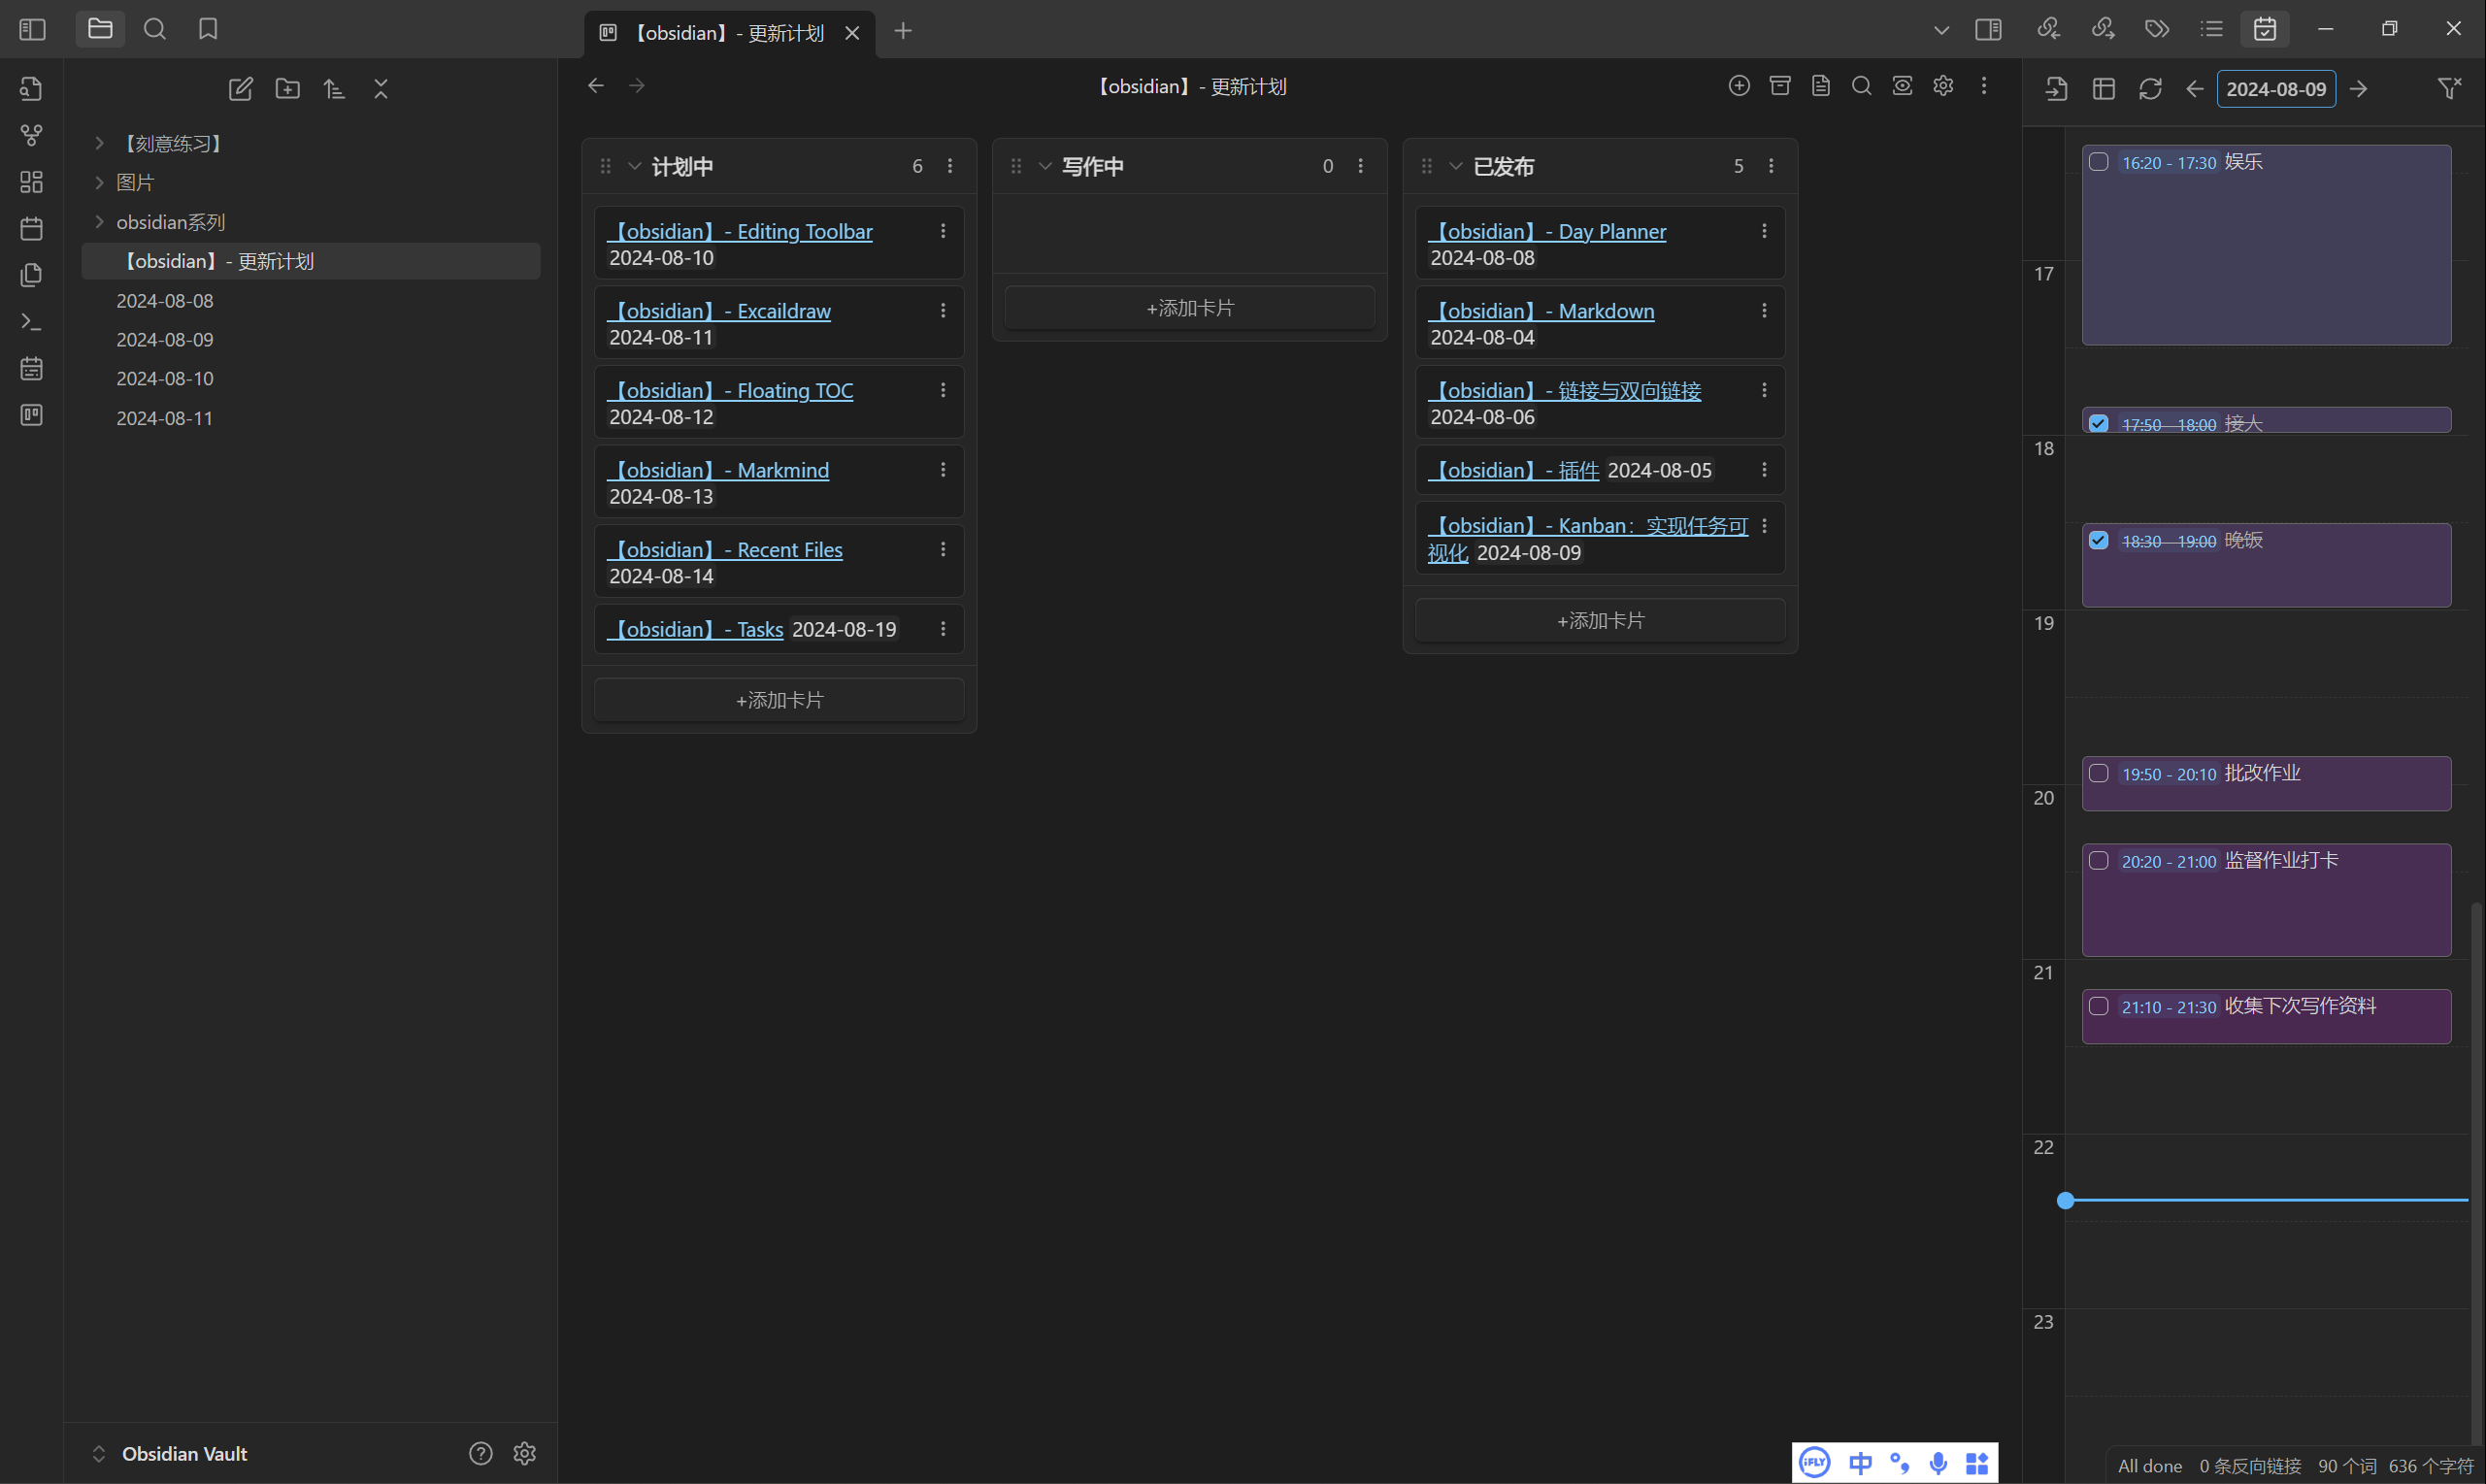 【obsidian】- 更新计划
【刻意练习】
图片
obsidian系列
【obsidian】- 更新计划
2024-08-08
2024-08-09
2024-08-10
2024-08-11
Obsidian Vault
【obsidian】- 更新计划
计划中 6
【obsidian】- Editing Toolbar
2024-08-10
【obsidian】- Excaildraw
2024-08-11
【obsidian】- Floating TOC
2024-08-12
【obsidian】- Markmind
2024-08-13
【obsidian】- Recent Files
2024-08-14
【obsidian】- Tasks 2024-08-19
+添加卡片
写作中 0
+添加卡片
已发布 5
【obsidian】- Day Planner
2024-08-08
【obsidian】- Markdown
2024-08-04
【obsidian】- 链接与双向链接
2024-08-06
【obsidian】- 插件 2024-08-05
【obsidian】- Kanban：实现任务可
视化 2024-08-09
+添加卡片
2024-08-09
16:20 - 17:30 娱乐
17
17:50 - 18:00 接人
18
18:30 - 19:00 晚饭
19
19:50 - 20:10 批改作业
20
20:20 - 21:00 监督作业打卡
21
21:10 - 21:30 收集下次写作资料
22
23
iFLY 中
All done 0 条反向链接 90 个词 636 个字符